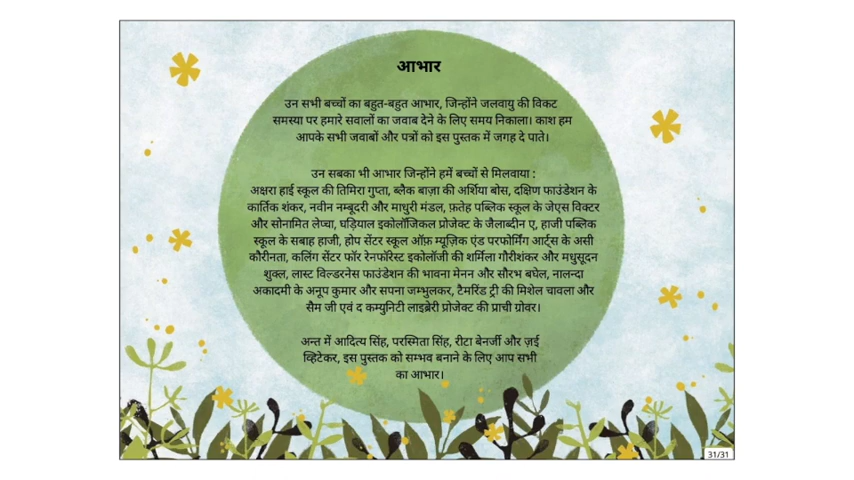 आभार
उन सभी बच्चों का बहुत-बहुत आभार, जिन्होंने जलवायु की विकट
समस्या पर हमारे सवालों का जवाब देने के लिए समय निकाला। काश हम
आपके सभी जवाबों और पत्रों को इस पुस्तक में जगह दे पाते।
उन सबका भी आभार जिन्होंने हमें बच्चों से मिलवाया :
अक्षरा हाई स्कूल की तिमिरा गुप्ता, ब्लैक बाज़ा की अर्शिया बोस, दक्षिण फाउंडेशन के
कार्तिक शंकर, नवीन नम्बूदरी और माधुरी मंडल, फ़तेह पब्लिक स्कूल के जेएस विक्टर
और सोनामित लेप्चा, घड़ियाल इकोलॉजिकल प्रोजेक्ट के जैलाब्दीन ए, हाजी पब्लिक
स्कूल के सबाह हाजी, होप सेंटर स्कूल ऑफ़ म्यूज़िक एंड परफोर्मिंग आर्ट्स के असी
कौरीनता, कलिंग सेंटर फॉर रेनफॉरेस्ट इकोलॉजी की शर्मिला गौरीशंकर और मधुसूदन
शुक्ल, लास्ट विल्डरनेस फाउंडेशन की भावना मेनन और सौरभ बघेल, नालन्दा
अकादमी के अनूप कुमार और सपना जम्भुलकर, टैमरिंड ट्री की मिशेल चावला और
सैम जी एवं द कम्युनिटी लाइब्रेरी प्रोजेक्ट की प्राची ग्रोवर।
अन्त में आदित्य सिंह, परस्मिता सिंह, रीटा बेनर्जी और ज़ई
व्हिटेकर, इस पुस्तक को सम्भव बनाने के लिए आप सभी
का आभार।
31/31